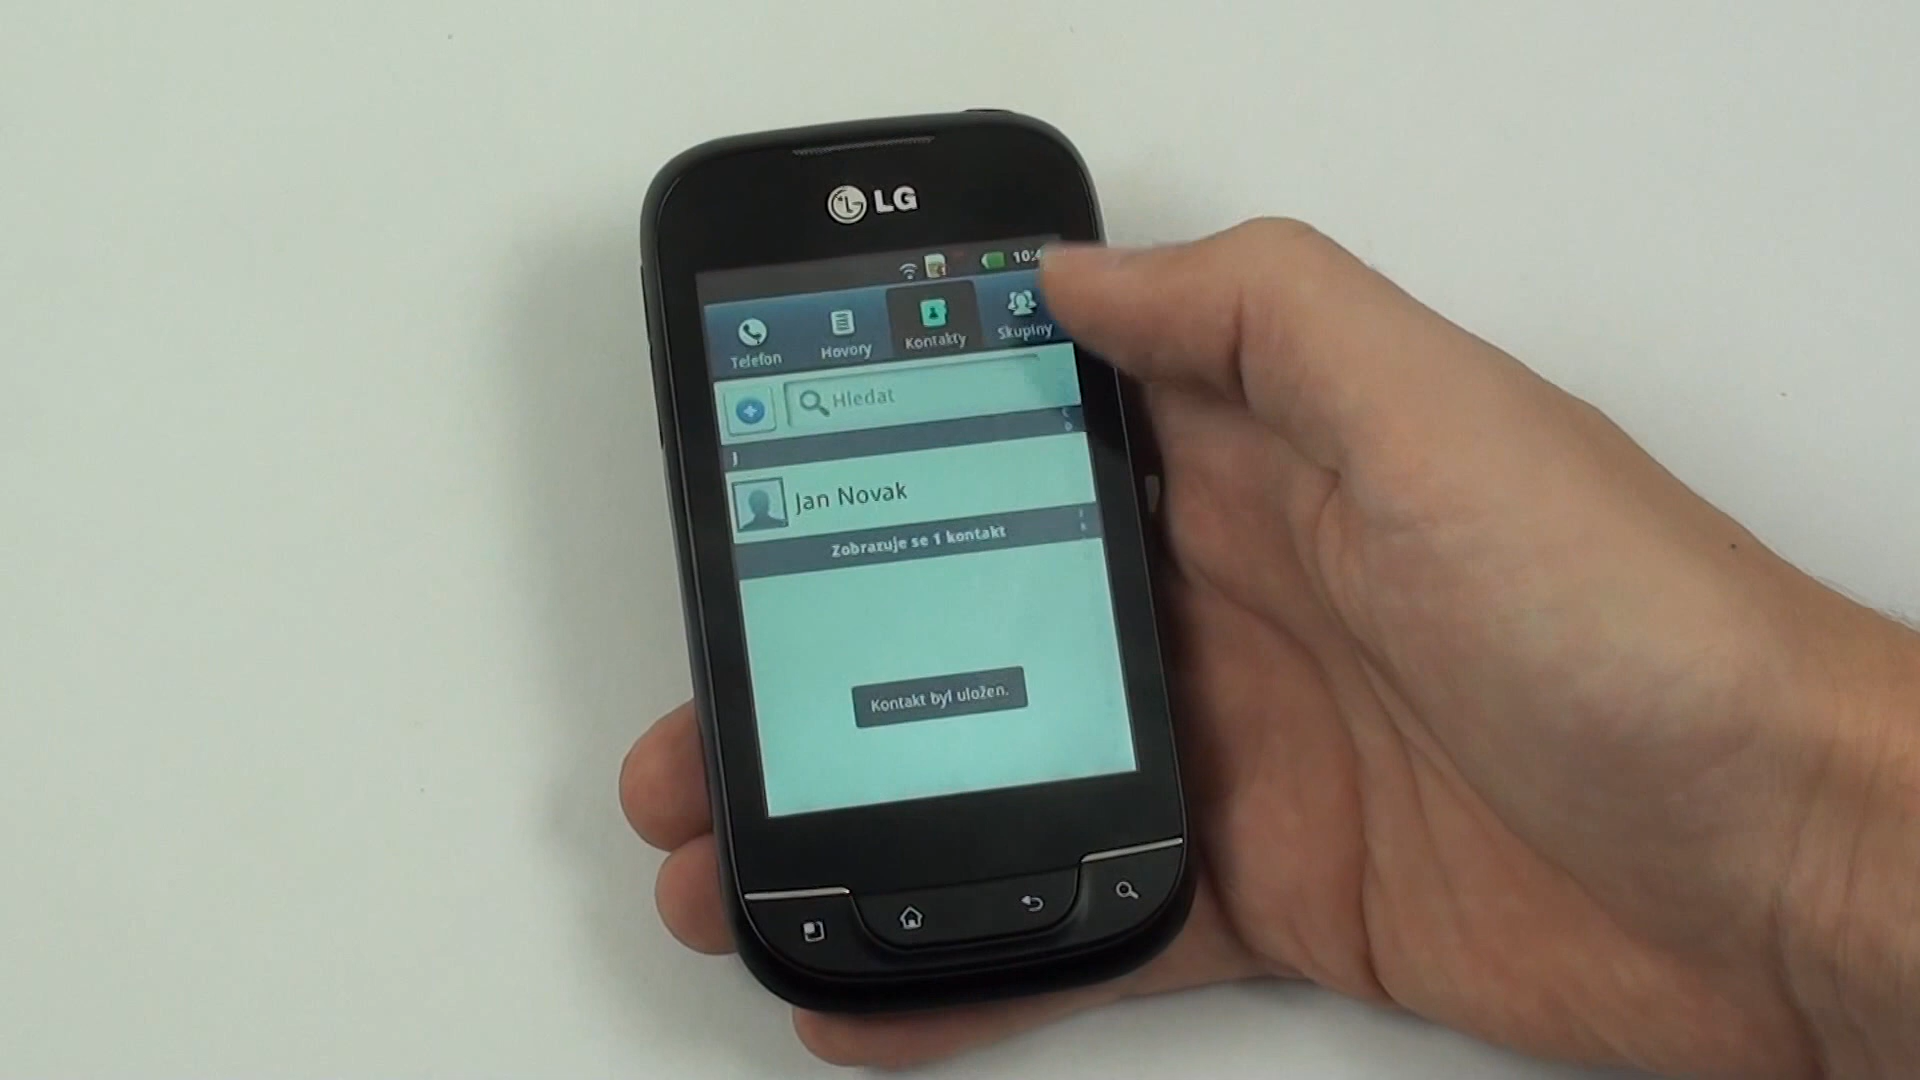 LG
Telefon
Hovory
Kontakty
Skupiny
Hledat
J
Jan Novak
Zobrazuje se 1 kontakt
Kontakt byl uložen.